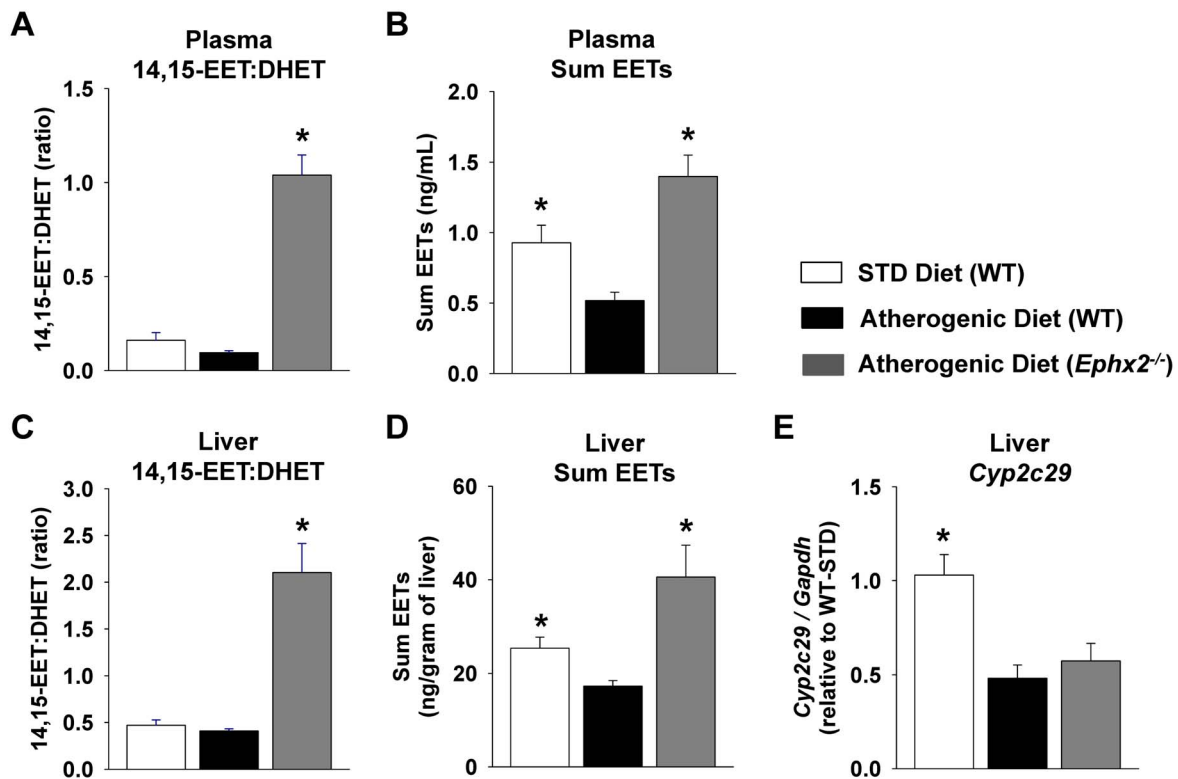 A
Plasma
14,15-EET:DHET
14,15-EET:DHET (ratio)
1.5
1.0
0.5
0.0
*
B
Plasma
Sum EETs
Sum EETs (ng/mL)
2.0
1.5
1.0
0.5
0.0
*
*
STD Diet (WT)
Atherogenic Diet (WT)
Atherogenic Diet (Ephx2-/-)
C
Liver
14,15-EET:DHET
14,15-EET:DHET (ratio)
3.0
2.5
2.0
1.5
1.0
0.5
0.0
*
D
Liver
Sum EETs
Sum EETs
(ng/gram of liver)
60
40
20
0
*
*
E
Liver
Cyp2c29
Cyp2c29 / Gapdh
(relative to WT-STD)
1.5
1.0
0.5
0.0
*